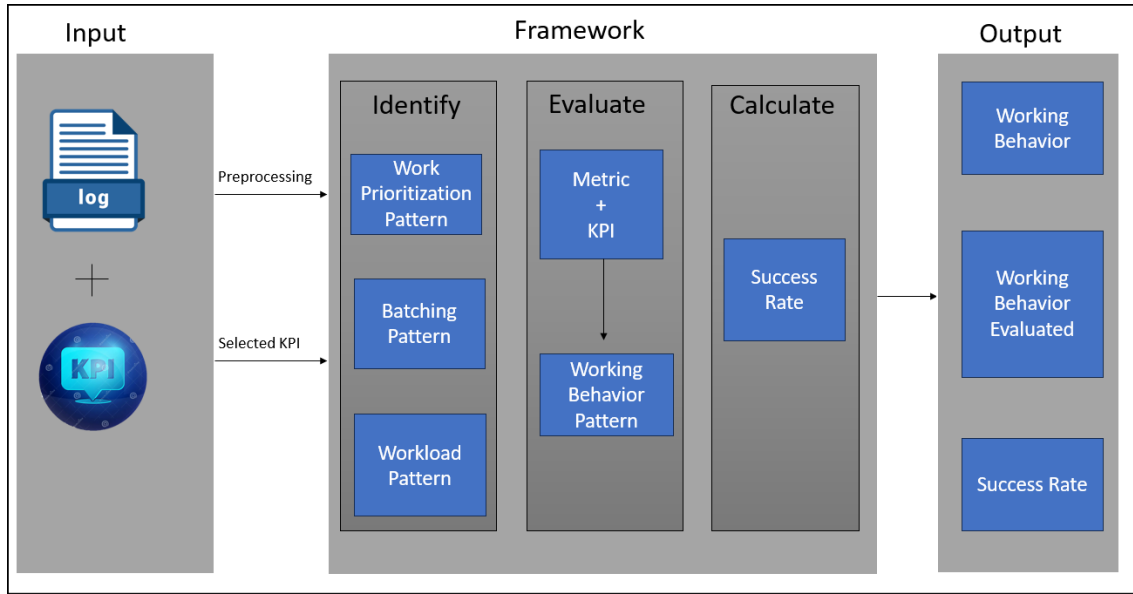 Input
Framework
Output
log
KPI
Preprocessing
Selected KPI
Identify
Work
Prioritization
Pattern
Batching
Pattern
Workload
Pattern
Evaluate
Metric
+
KPI
Working
Behavior
Pattern
Calculate
Success
Rate
Working
Behavior
Working
Behavior
Evaluated
Success Rate